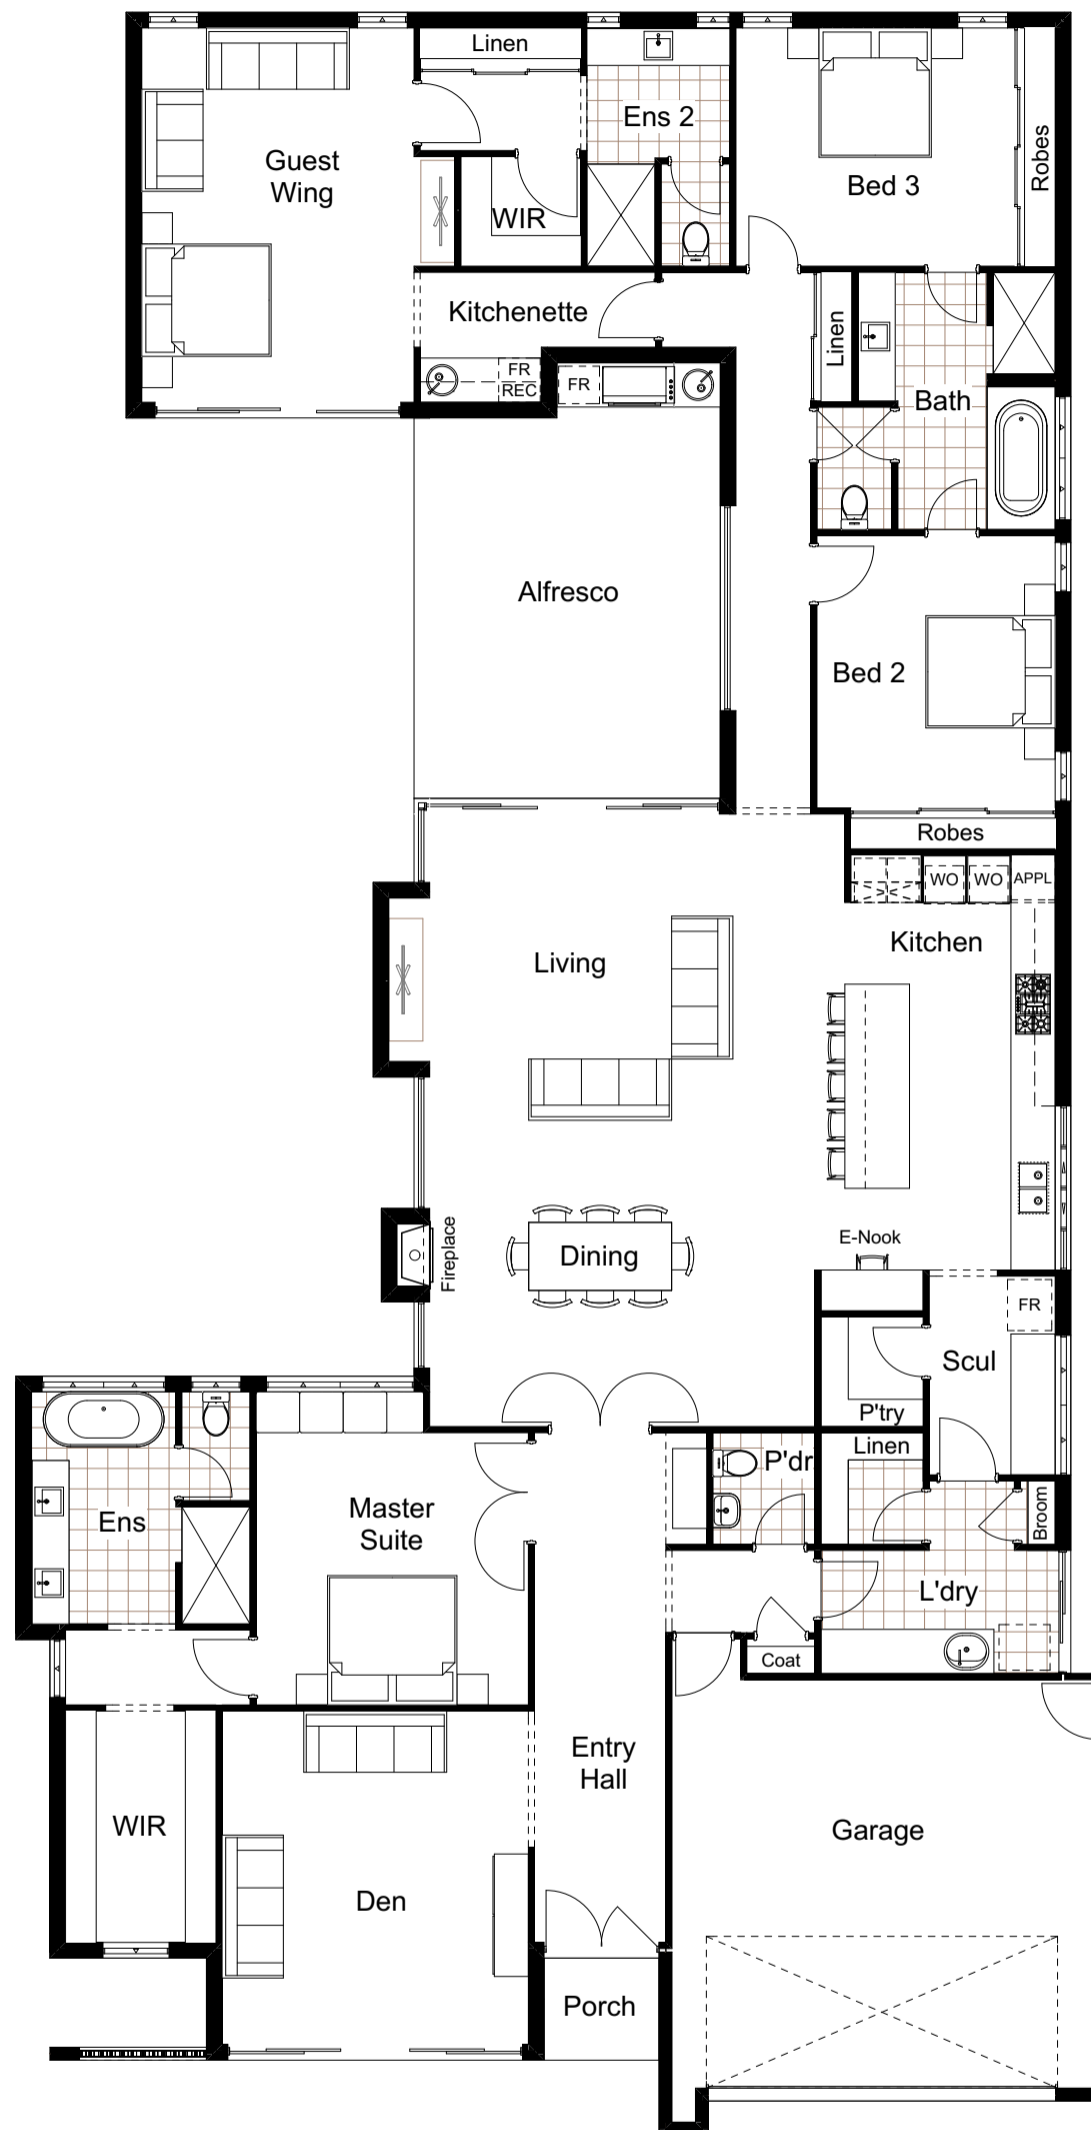 Linen
Ens 2
Guest
Wing
Bed 3
Robes
WIR
Kitchenette
Linen
FR
REC
FR
Bath
Alfresco
Bed 2
Robes
WO
WO
APPL
Kitchen
Living
E-Nook
Fireplace
Dining
FR
Scul
P'try
Linen
P'dr
Master
Suite
Ens
Broom
L'dry
Coat
Entry
Hall
WIR
Garage
Den
Porch